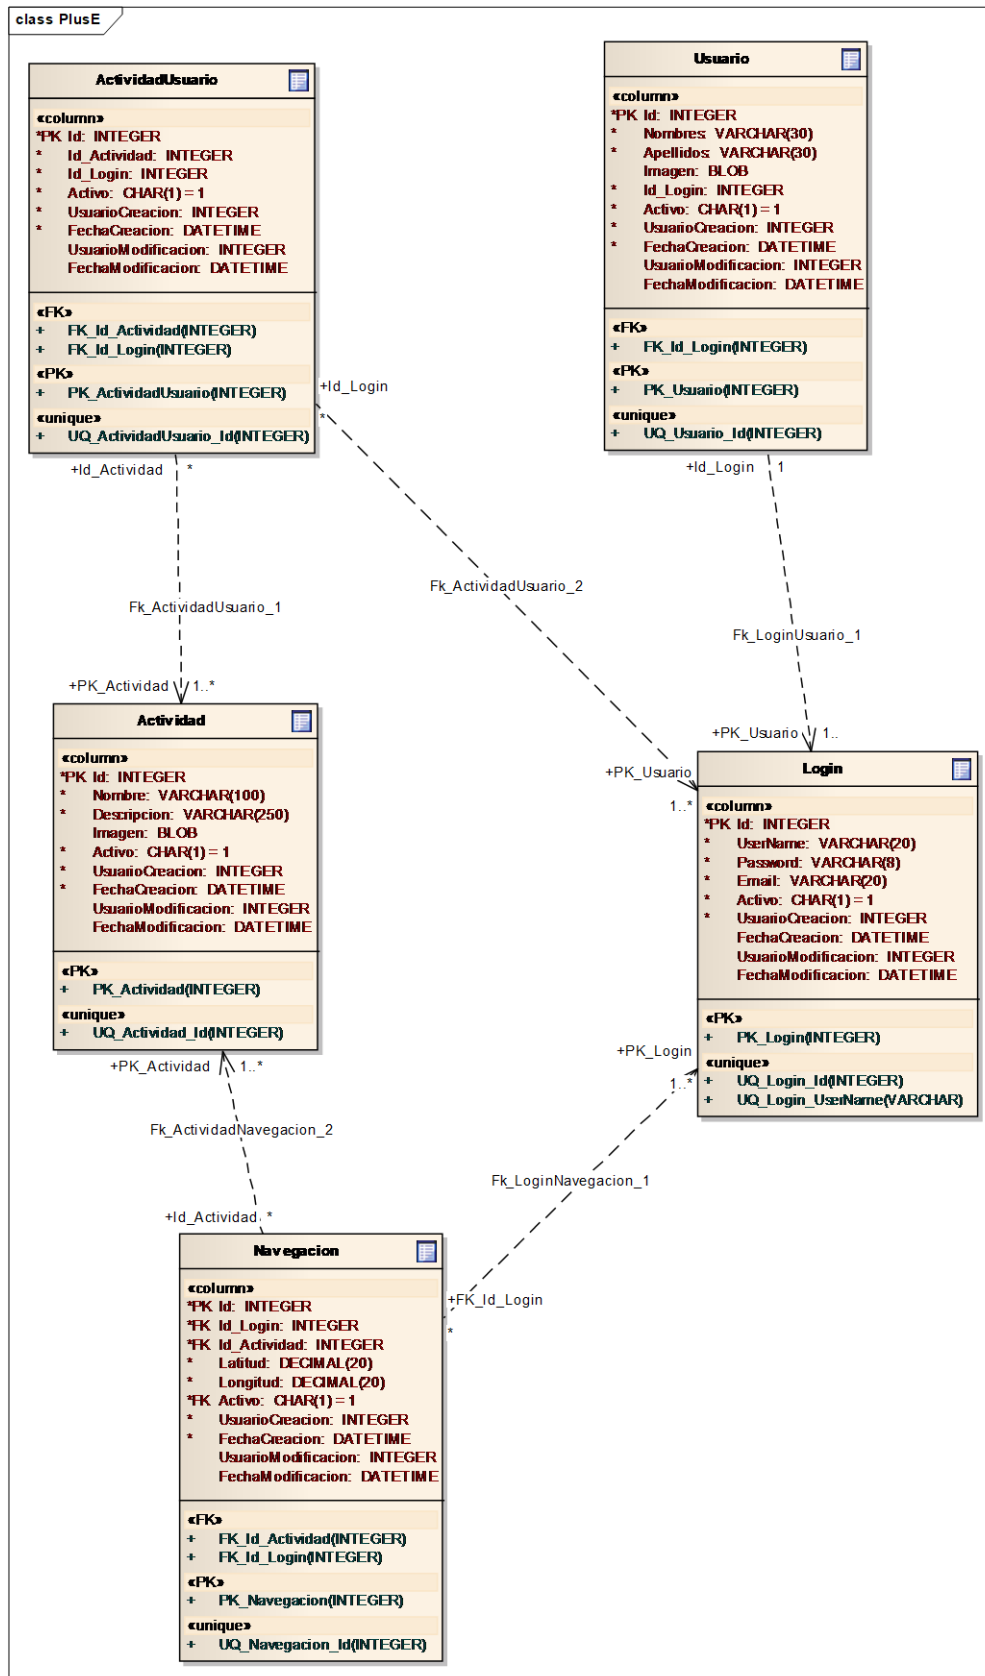 class PlusE
ActividadUsuario
«column»
*PK Id: INTEGER
* Id_Actividad: INTEGER
* Id_Login: INTEGER
* Activo: CHAR(1) = 1
* UsuarioCreacion: INTEGER
* FechaCreacion: DATETIME
UsuarioModificacion: INTEGER
FechaModificacion: DATETIME
«FK»
+ FK_Id_Actividad(INTEGER)
+ FK_Id_Login(INTEGER)
«PK»
+ PK_ActividadUsuario(INTEGER)
«unique»
+ UQ_ActividadUsuario_Id(INTEGER)
Usuario
«column»
*PK Id: INTEGER
* Nombres: VARCHAR(30)
* Apellidos: VARCHAR(30)
Imagen: BLOB
* Id_Login: INTEGER
* Activo: CHAR(1) = 1
* UsuarioCreacion: INTEGER
* FechaCreacion: DATETIME
UsuarioModificacion: INTEGER
FechaModificacion: DATETIME
«FK»
+ FK_Id_Login(INTEGER)
«PK»
+ PK_Usuario(INTEGER)
«unique»
+ UQ_Usuario_Id(INTEGER)
+Id_Login
*
+Id_Actividad *
+Id_Login 1
Fk_ActividadUsuario_2
Fk_ActividadUsuario_1
Fk_LoginUsuario_1
+PK_Actividad 1..*
+PK_Usuario 1..
+PK_Usuario
1..*
Actividad
«column»
*PK Id: INTEGER
* Nombre: VARCHAR(100)
* Descripcion: VARCHAR(250)
Imagen: BLOB
* Activo: CHAR(1) = 1
* UsuarioCreacion: INTEGER
* FechaCreacion: DATETIME
UsuarioModificacion: INTEGER
FechaModificacion: DATETIME
«PK»
+ PK_Actividad(INTEGER)
«unique»
+ UQ_Actividad_Id(INTEGER)
Login
«column»
*PK Id: INTEGER
* UserName: VARCHAR(20)
* Password: VARCHAR(8)
* Email: VARCHAR(20)
* Activo: CHAR(1) = 1
* UsuarioCreacion: INTEGER
FechaCreacion: DATETIME
UsuarioModificacion: INTEGER
FechaModificacion: DATETIME
«PK»
+ PK_Login(INTEGER)
«unique»
+ UQ_Login_Id(INTEGER)
+ UQ_Login_UserName(VARCHAR)
+PK_Login
1..*
+PK_Actividad 1..*
Fk_ActividadNavegacion_2
Fk_LoginNavegacion_1
+Id_Actividad *
+FK_Id_Login
*
Navegacion
«column»
*PK Id: INTEGER
*FK Id_Login: INTEGER
*FK Id_Actividad: INTEGER
* Latitud: DECIMAL(20)
* Longitud: DECIMAL(20)
*FK Activo: CHAR(1) = 1
* UsuarioCreacion: INTEGER
* FechaCreacion: DATETIME
UsuarioModificacion: INTEGER
FechaModificacion: DATETIME
«FK»
+ FK_Id_Actividad(INTEGER)
+ FK_Id_Login(INTEGER)
«PK»
+ PK_Navegacion(INTEGER)
«unique»
+ UQ_Navegacion_Id(INTEGER)